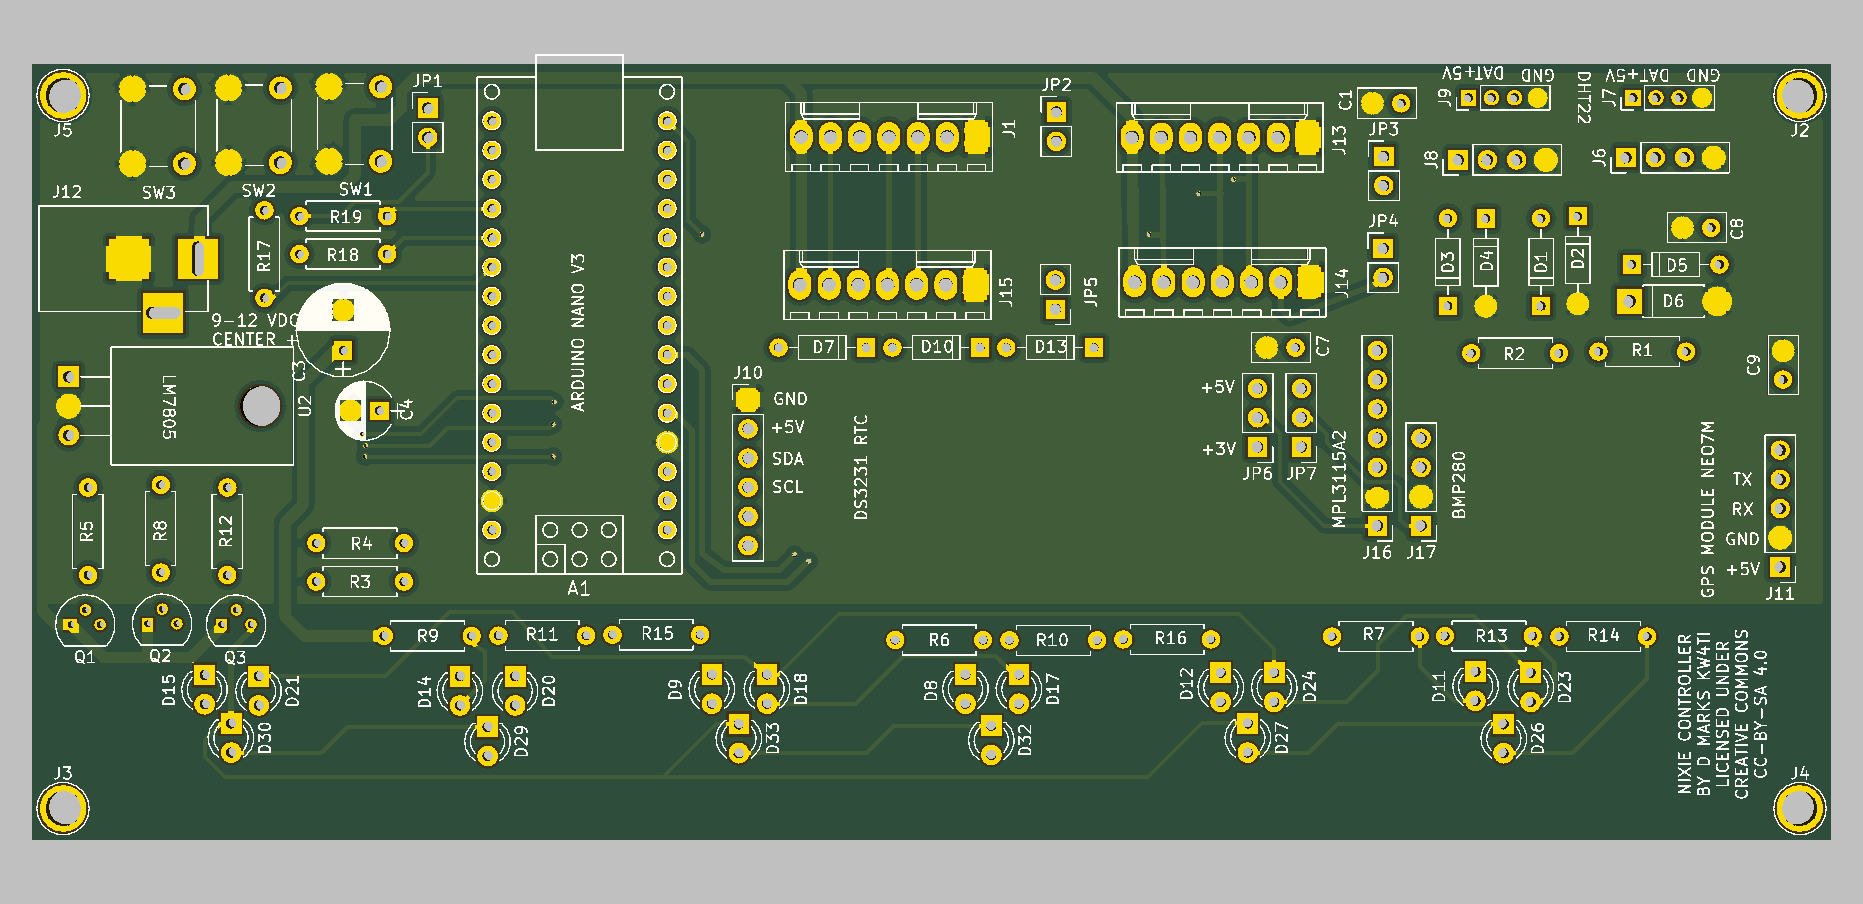 JP1
JP2
C1
J9
DAT+5V
GND
DHT22
J7
DAT+5V
GND
J5
J1
J13
JP3
J2
J8
J6
J12
SW3
SW2
SW1
R19
R17
R18
ARDUINO NANO V3
J15
JP5
J14
JP4
D3
D4
D1
D2
C8
D5
D6
9-12 VDC
CENTER +
C3
+
D7
D10
D13
C7
R2
R1
C9
LM7805
U2
C4
J10
GND
+5V
SDA
SCL
DS3231 RTC
+5V
+3V
JP6
JP7
MPL3115A2
BMP280
J16
J17
GPS MODULE NEO7M
TX
RX
GND
+5V
J11
R5
R8
R12
R4
R3
A1
Q1
Q2
Q3
R9
R11
R15
R6
R10
R16
R7
R13
R14
D15
D21
D30
D14
D20
D29
D9
D18
D33
D8
D17
D32
D12
D24
D27
D11
D23
D26
NIXIE CONTROLLER
BY D MARKS KW4TI
LICENSED UNDER
CREATIVE COMMONS
CC-BY-SA 4.0
J3
J4